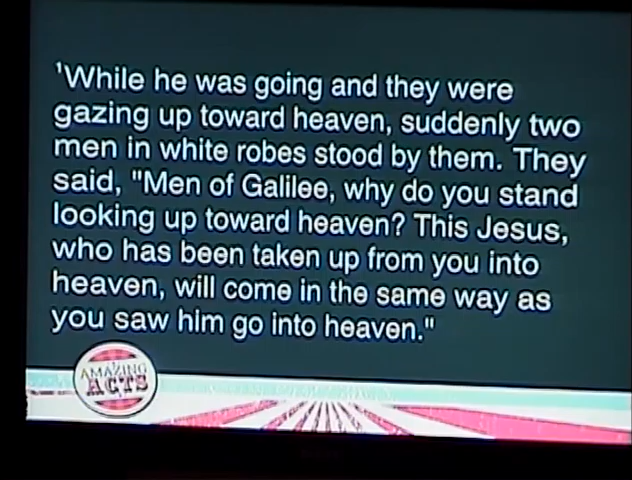 ¹While he was going and they were
gazing up toward heaven, suddenly two
men in white robes stood by them. They
said, "Men of Galilee, why do you stand
looking up toward heaven? This Jesus,
who has been taken up from you into
heaven, will come in the same way as
you saw him go into heaven."
AMAZING
ACTS